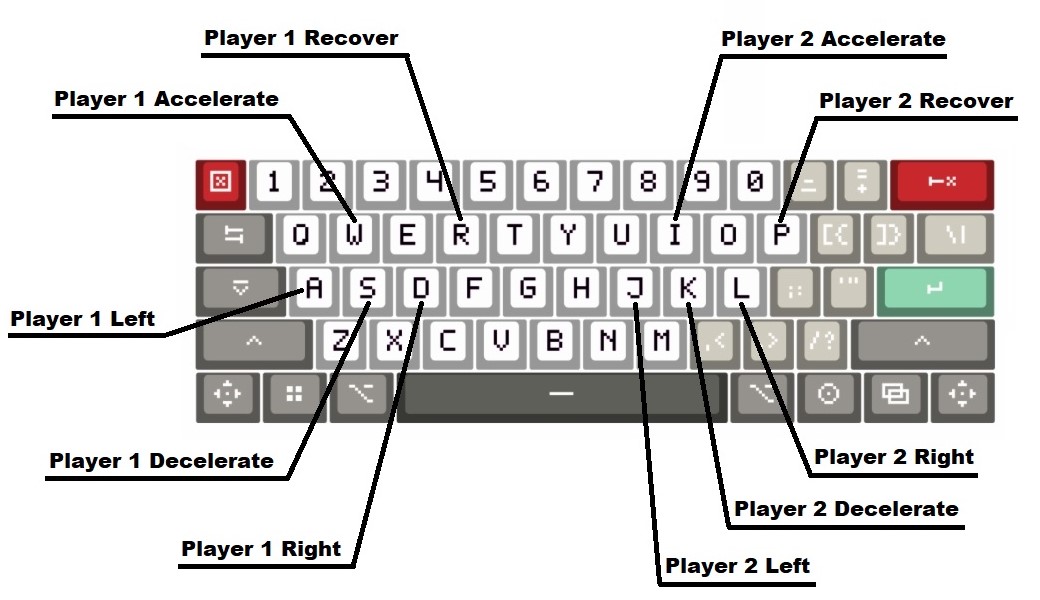 Player 1 Recover
Player 2 Accelerate
Player 1 Accelerate
Player 2 Recover
1 2 3 4 5 6 7 8 9 0 - = +
Q W E R T Y U I O P [{ ]} \|
A S D F G H J K L ;: '"
Z X C V B N M ,< > /?
Player 1 Left
Player 1 Decelerate
Player 2 Right
Player 2 Decelerate
Player 1 Right
Player 2 Left